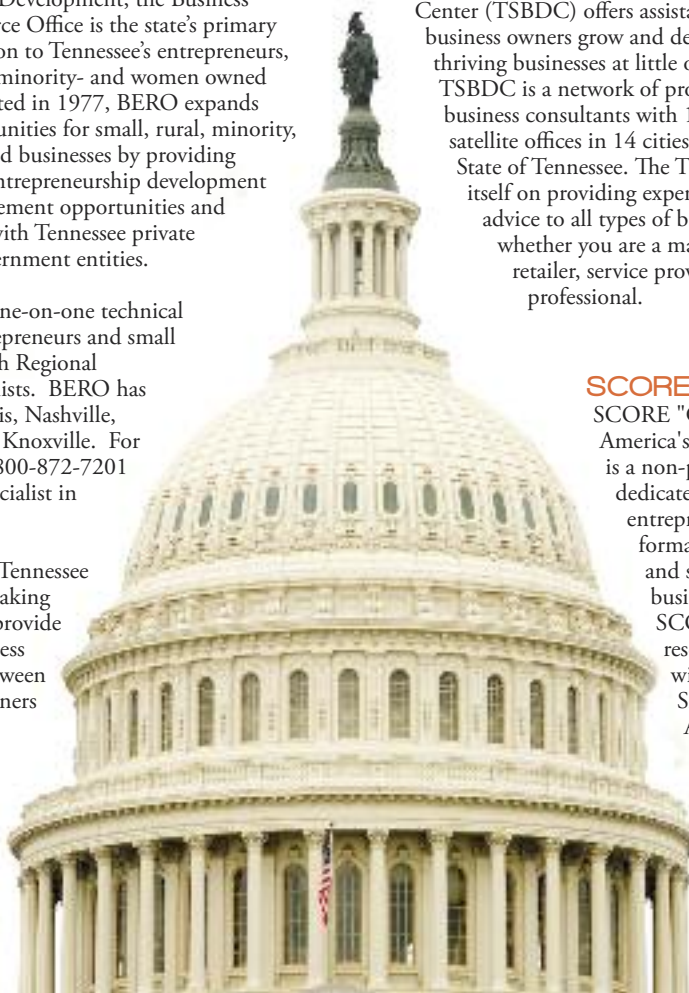 Development, the Business
rce Office is the state's primary
on to Tennessee's entrepreneurs,
minority- and women owned
ted in 1977, BERO expands
unities for small, rural, minority,
d businesses by providing
ntrepreneurship development
ement opportunities and
with Tennessee private
ernment entities.
ne-on-one technical
epreneurs and small
h Regional
lists. BERO has
is, Nashville,
Knoxville. For
800-872-7201
cialist in
Tennessee
aking
provide
ess
ween
ners
Center (TSBDC) offers assista
business owners grow and de
thriving businesses at little o
TSBDC is a network of pro
business consultants with 1
satellite offices in 14 cities
State of Tennessee. The T
itself on providing exper
advice to all types of b
whether you are a ma
retailer, service prov
professional.
SCORE
SCORE "C
America's
is a non-p
dedicate
entrepr
forma
and s
busi
SCO
res
wi
S
A